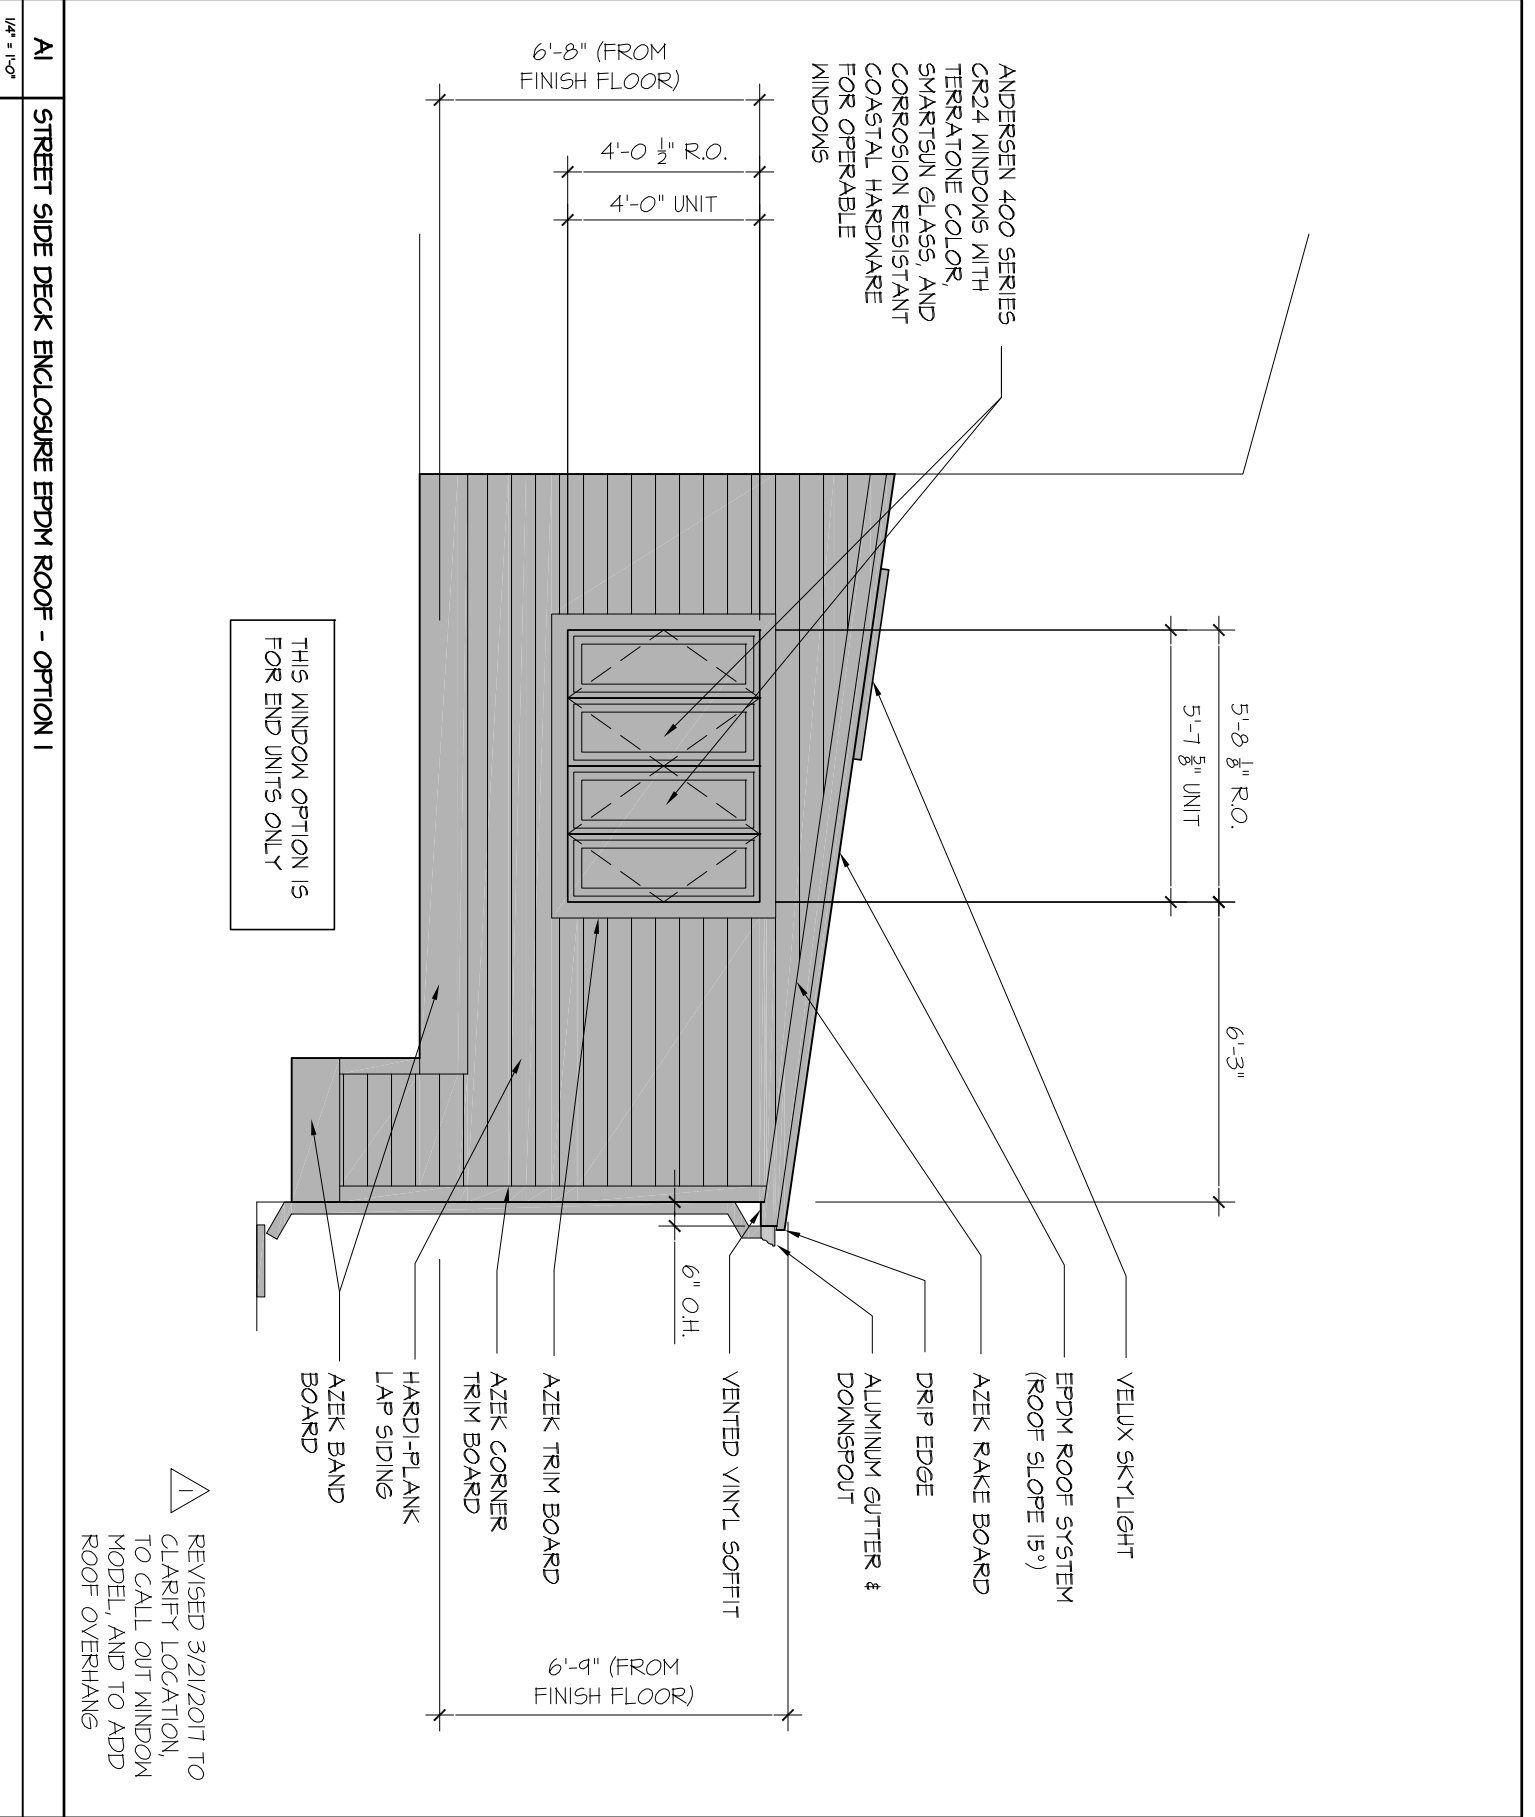 A1
STREET SIDE DECK ENCLOSURE EPDM ROOF - OPTION 1
1/4" = 1'-0"
ANDERSEN 400 SERIES
CR24 WINDOWS WITH
TERRATONE COLOR,
SMARTSUN GLASS, AND
CORROSION RESISTANT
COASTAL HARDWARE
FOR OPERABLE
WINDOWS
6'-8" (FROM
FINISH FLOOR)
4'-0 1/2" R.O.
4'-0" UNIT
5'-8 1/8" R.O.
5'-7 5/8" UNIT
6'-3"
VELUX SKYLIGHT
EPDM ROOF SYSTEM
(ROOF SLOPE 15°)
AZEK RAKE BOARD
DRIP EDGE
ALUMINUM GUTTER &
DOWNSPOUT
VENTED VINYL SOFFIT
6" O.H.
AZEK TRIM BOARD
AZEK CORNER
TRIM BOARD
HARDI-PLANK
LAP SIDING
AZEK BAND
BOARD
6'-9" (FROM
FINISH FLOOR)
THIS WINDOW OPTION IS
FOR END UNITS ONLY
1
REVISED 3/21/2017 TO
CLARIFY LOCATION,
TO CALL OUT WINDOW
MODEL, AND TO ADD
ROOF OVERHANG